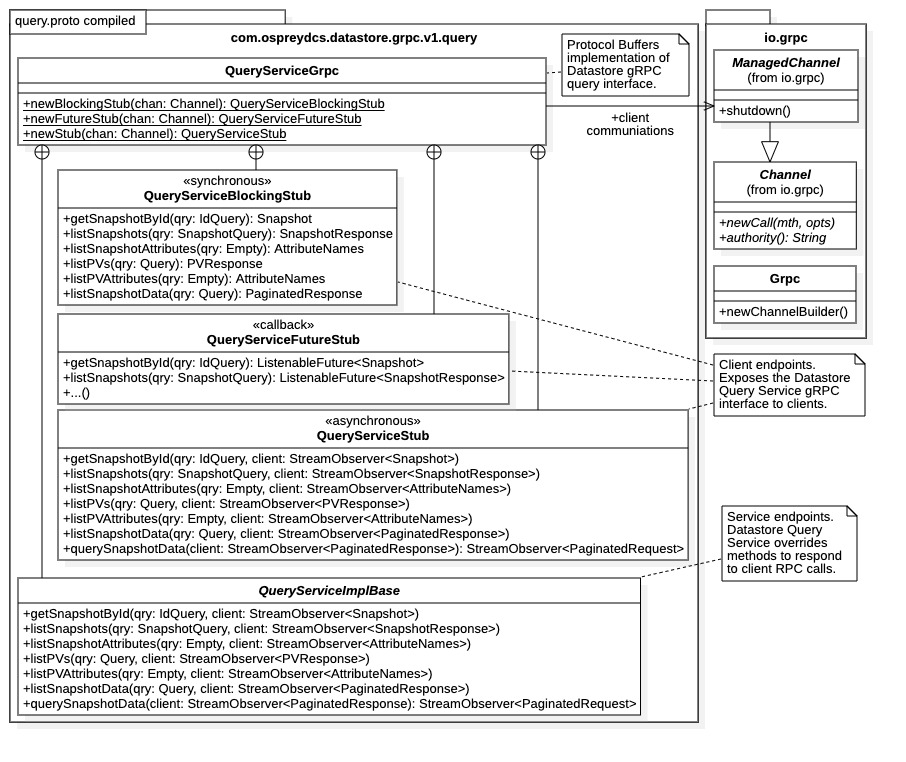 query.proto compiled
com.ospreydcs.datastore.grpc.v1.query
QueryServiceGrpc
+newBlockingStub(chan: Channel): QueryServiceBlockingStub
+newFutureStub(chan: Channel): QueryServiceFutureStub
+newStub(chan: Channel): QueryServiceStub
Protocol Buffers
implementation of
Datastore gRPC
query interface.
+client
communiations
io.grpc
ManagedChannel
(from io.grpc)
+shutdown()
Channel
(from io.grpc)
+newCall(mth, opts)
+authority(): String
Grpc
+newChannelBuilder()
«synchronous»
QueryServiceBlockingStub
+getSnapshotById(qry: IdQuery): Snapshot
+listSnapshots(qry: SnapshotQuery): SnapshotResponse
+listSnapshotAttributes(qry: Empty): AttributeNames
+listPVs(qry: Query): PVResponse
+listPVAttributes(qry: Empty): AttributeNames
+listSnapshotData(qry: Query): PaginatedResponse
«callback»
QueryServiceFutureStub
+getSnapshotById(qry: IdQuery): ListenableFuture<Snapshot>
+listSnapshots(qry: SnapshotQuery): ListenableFuture<SnapshotResponse>
+...()
Client endpoints.
Exposes the Datastore
Query Service gRPC
interface to clients.
«asynchronous»
QueryServiceStub
+getSnapshotById(qry: IdQuery, client: StreamObserver<Snapshot>)
+listSnapshots(qry: SnapshotQuery, client: StreamObserver<SnapshotResponse>)
+listSnapshotAttributes(qry: Empty, client: StreamObserver<AttributeNames>)
+listPVs(qry: Query, client: StreamObserver<PVResponse>)
+listPVAttributes(qry: Empty, client: StreamObserver<AttributeNames>)
+listSnapshotData(qry: Query, client: StreamObserver<PaginatedResponse>)
+querySnapshotData(client: StreamObserver<PaginatedResponse>): StreamObserver<PaginatedRequest>
Service endpoints.
Datastore Query
Service overrides
methods to respond
to client RPC calls.
QueryServiceImplBase
+getSnapshotById(qry: IdQuery, client: StreamObserver<Snapshot>)
+listSnapshots(qry: SnapshotQuery, client: StreamObserver<SnapshotResponse>)
+listSnapshotAttributes(qry: Empty, client: StreamObserver<AttributeNames>)
+listPVs(qry: Query, client: StreamObserver<PVResponse>)
+listPVAttributes(qry: Empty, client: StreamObserver<AttributeNames>)
+listSnapshotData(qry: Query, client: StreamObserver<PaginatedResponse>)
+querySnapshotData(client: StreamObserver<PaginatedResponse): StreamObserver<PaginatedRequest>